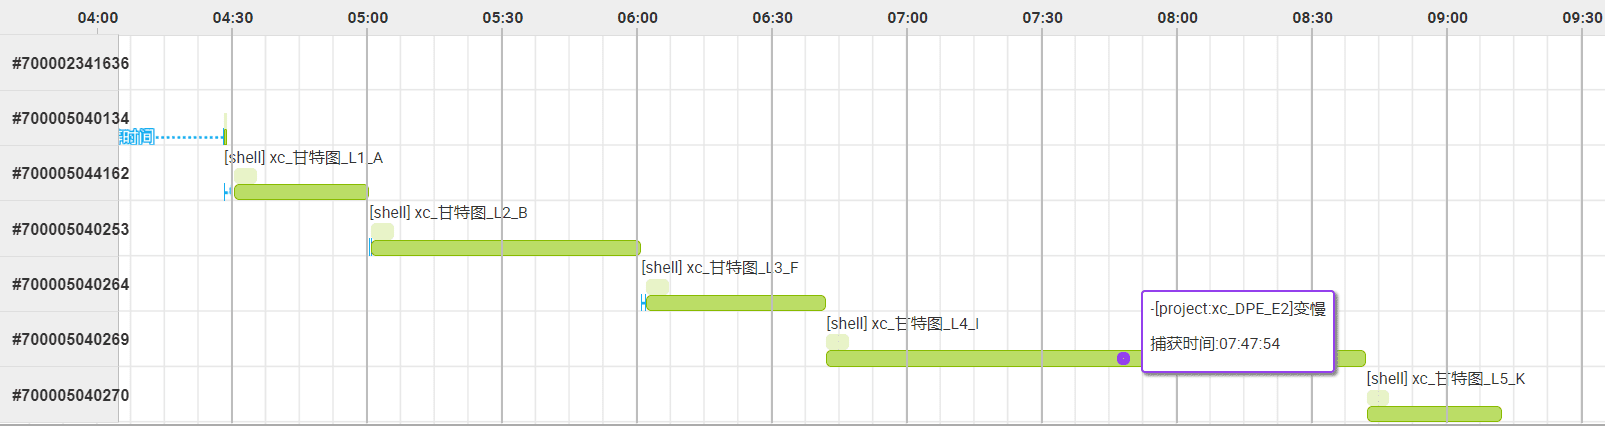 04:00 04:30 05:00 05:30 06:00 06:30 07:00 07:30 08:00 08:30 09:00 09:30
#700002341636
#700005040134
时间
[shell] xc_甘特图_L1_A
#700005044162
[shell] xc_甘特图_L2_B
#700005040253
[shell] xc_甘特图_L3_F
#700005040264
-[project:xc_DPE_E2]变慢
[shell] xc_甘特图_L4_I
#700005040269
捕获时间:07:47:54
[shell] xc_甘特图_L5_K
#700005040270